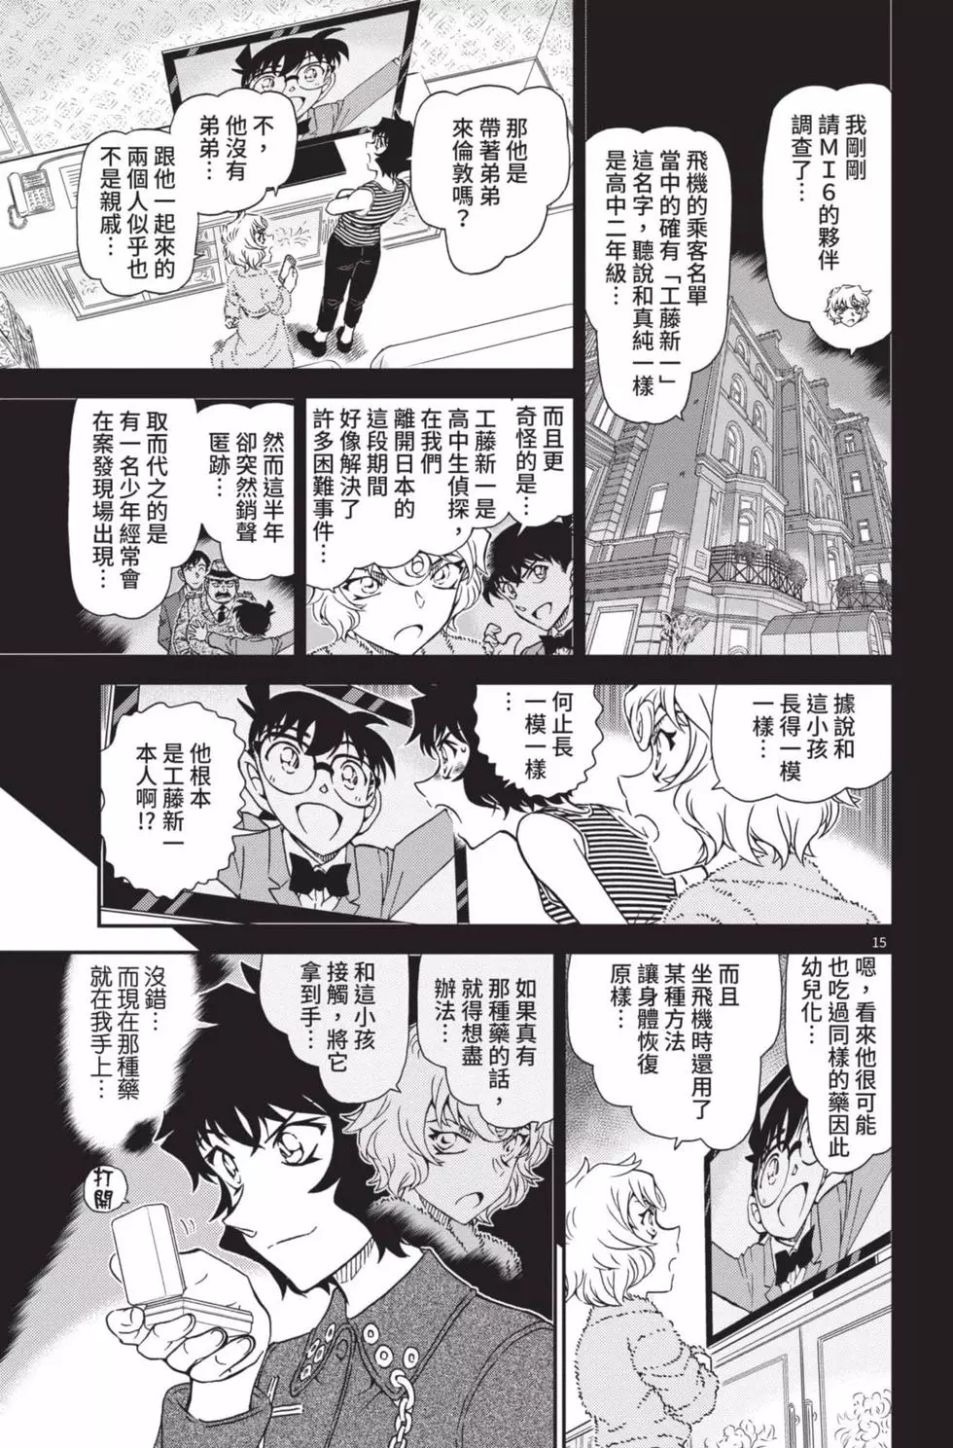 我剛剛
請ＭＩ6的夥伴
調查了…
飛機的乘客名單
當中的確有「工藤新一」
這名字，聽說和真純一樣
是高中二年級…
那他是
帶著弟弟
來倫敦嗎？
不，
他沒有
弟弟…
跟他一起來的
兩個人似乎也
不是親戚…
而且更
奇怪的是…
工藤新一是
高中生偵探，
在我們
離開日本的
這段期間
好像解決了
許多困難事件…
然而這半年
卻突然銷聲
匿跡…
取而代之的是
有一名少年經常會
在案發現場出現…
據說和
這小孩
長得一模
一樣…
何止長
一模一樣
…
他根本
是工藤新一
本人啊!?
15
嗯，看來他很可能
也吃過同樣的藥因此
幼兒化…
而且
坐飛機時還用了
某種方法
讓身體恢復
原樣…
如果真有
那種藥的話，
就得想盡
辦法…
和這小孩
接觸，將它
拿到手…
沒錯…
而現在那種藥
就在我手上…
打開